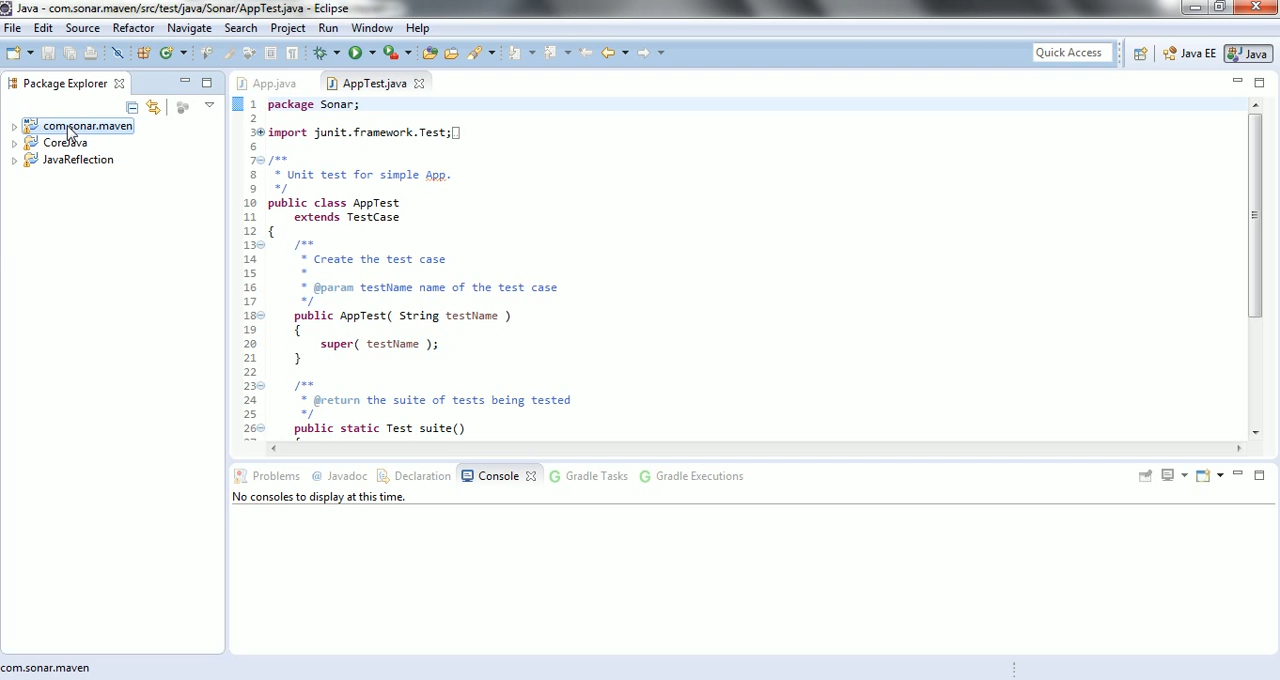 Java - com.sonar.maven/src/test/java/Sonar/AppTest.java - Eclipse
File Edit Source Refactor Navigate Search Project Run Window Help
Quick Access Java EE Java
Package Explorer
com.sonar.maven
CoreJava
JavaReflection
App.java AppTest.java
1 package Sonar;
2
3 import junit.framework.Test;
6
7 /**
8 * Unit test for simple App.
9 */
10 public class AppTest
11 extends TestCase
12 {
13 /**
14 * Create the test case
15 *
16 * @param testName name of the test case
17 */
18 public AppTest( String testName )
19 {
20 super( testName );
21 }
22
23 /**
24 * @return the suite of tests being tested
25 */
26 public static Test suite()
Problems @ Javadoc Declaration Console Gradle Tasks Gradle Executions
No consoles to display at this time.
com.sonar.maven